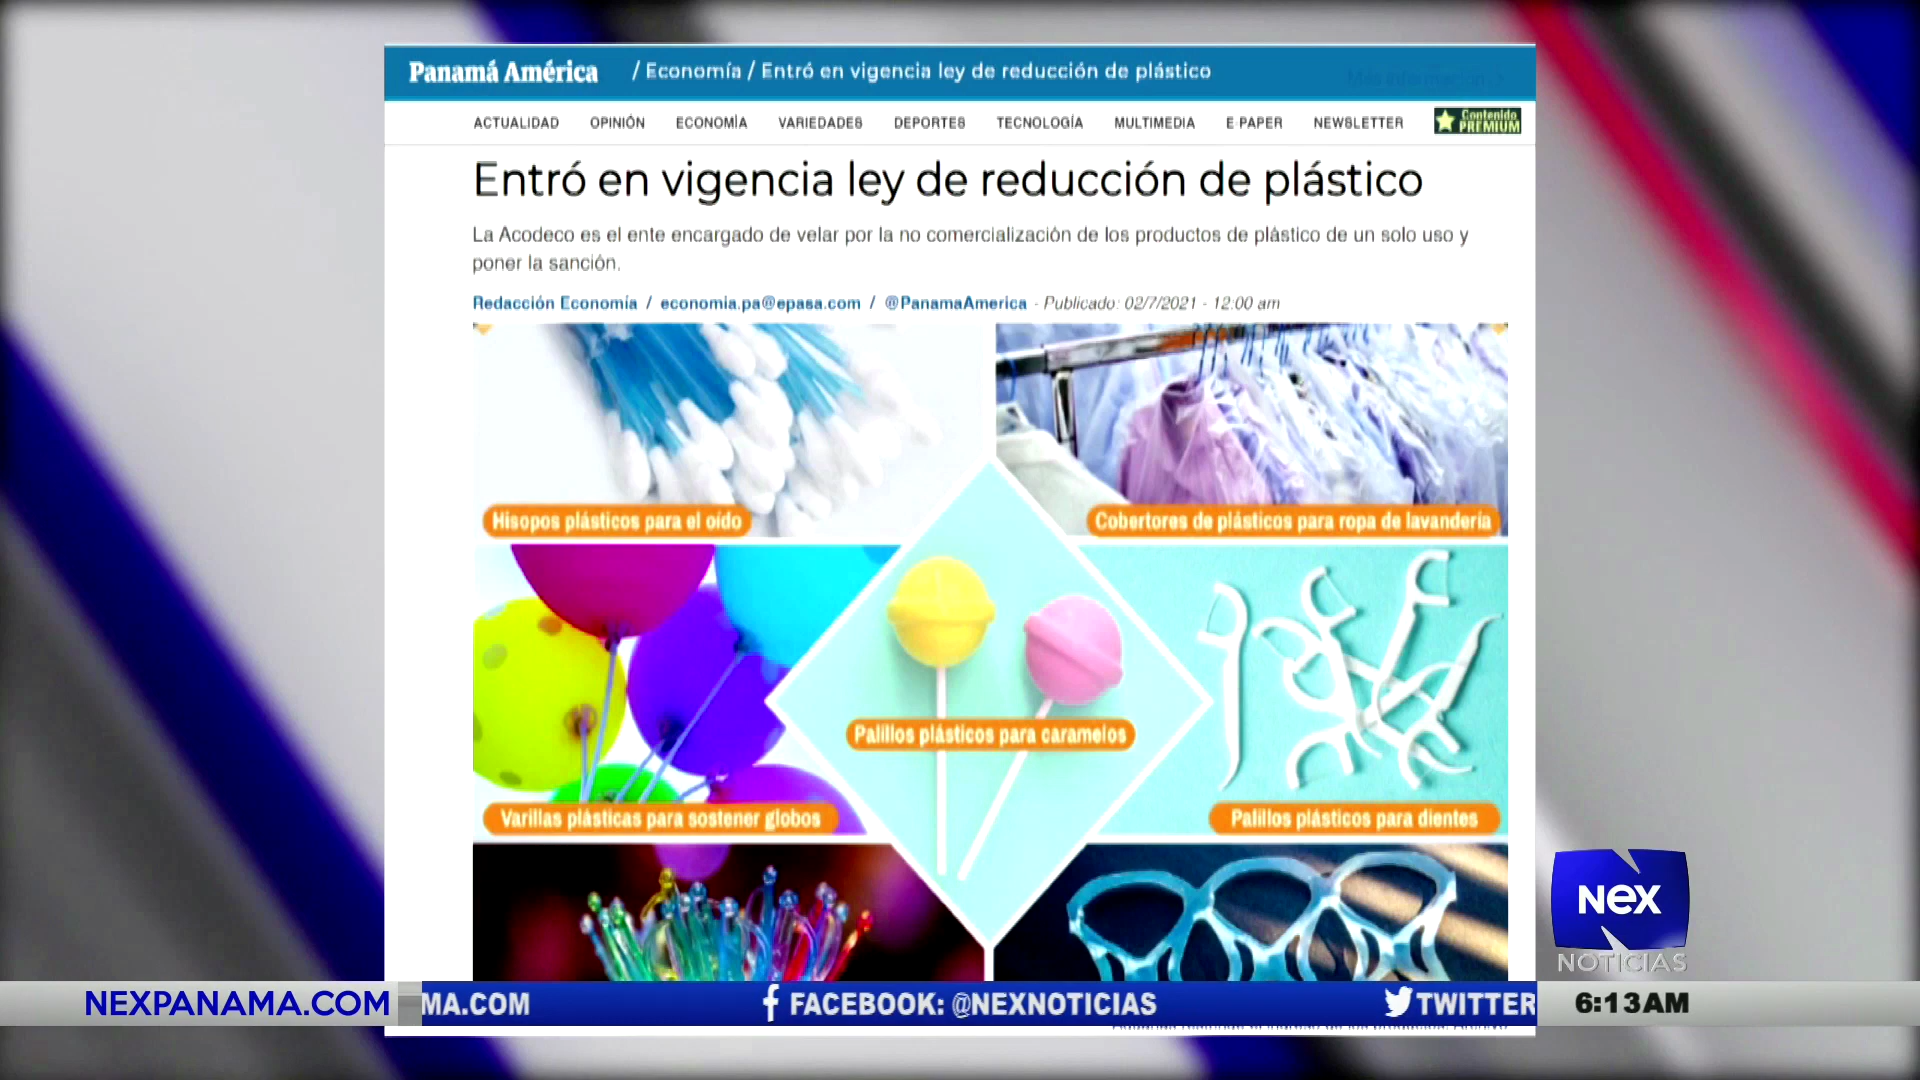 Panamá América / Economía / Entró en vigencia ley de reducción de plástico
ACTUALIDAD OPINIÓN ECONOMÍA VARIEDADES DEPORTES TECNOLOGÍA MULTIMEDIA E PAPER NEWSLETTER Contenido PREMIUM
Entró en vigencia ley de reducción de plástico
La Acodeco es el ente encargado de velar por la no comercialización de los productos de plástico de un solo uso y
poner la sanción.
Redacción Economía / economia.pa@epasa.com / @PanamaAmerica - Publicado: 02/7/2021 - 12:00 am
Hisopos plásticos para el oído
Cobertores de plásticos para ropa de lavandería
Palillos plásticos para caramelos
Varillas plásticas para sostener globos
Palillos plásticos para dientes
NEX
NOTICIAS
NEXPANAMA.COM MA.COM FACEBOOK: @NEXNOTICIAS TWITTER 6:13AM